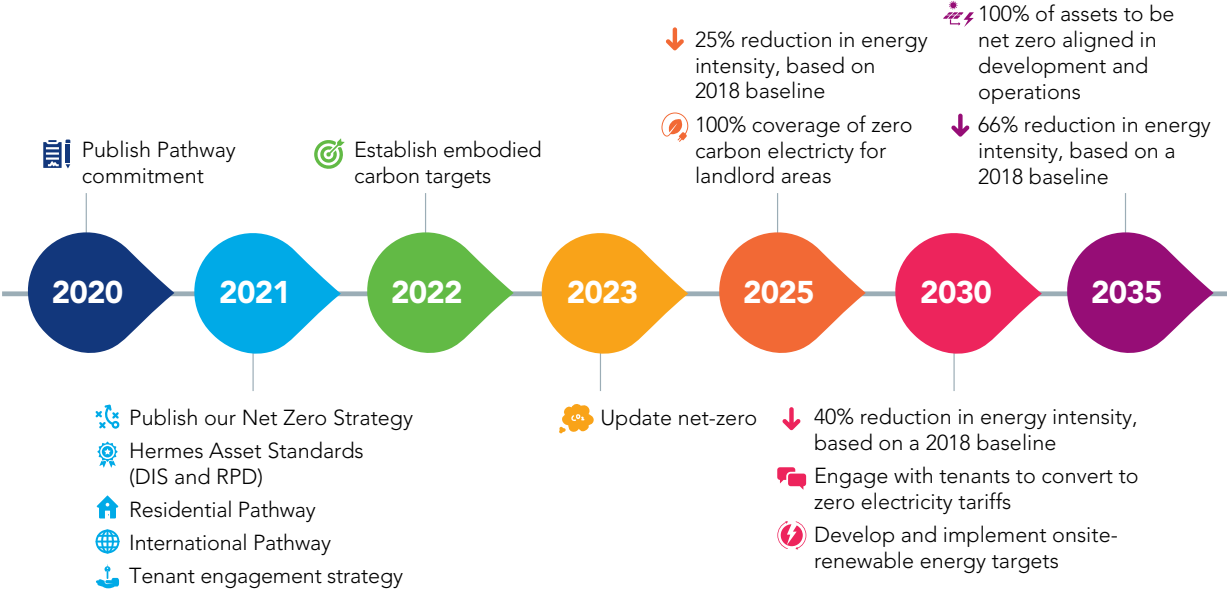 2020
Publish Pathway
commitment
2021
Publish our Net Zero Strategy
Hermes Asset Standards
(DIS and RPD)
Residential Pathway
International Pathway
Tenant engagement strategy
2022
Establish embodied
carbon targets
2023
CO₂
Update net-zero
2025
25% reduction in energy
intensity, based on
2018 baseline
100% coverage of zero
carbon electricty for
landlord areas
2030
40% reduction in energy intensity,
based on a 2018 baseline
Engage with tenants to convert to
zero electricity tariffs
Develop and implement onsite-
renewable energy targets
2035
100% of assets to be
net zero aligned in
development and
operations
66% reduction in energy
intensity, based on a
2018 baseline